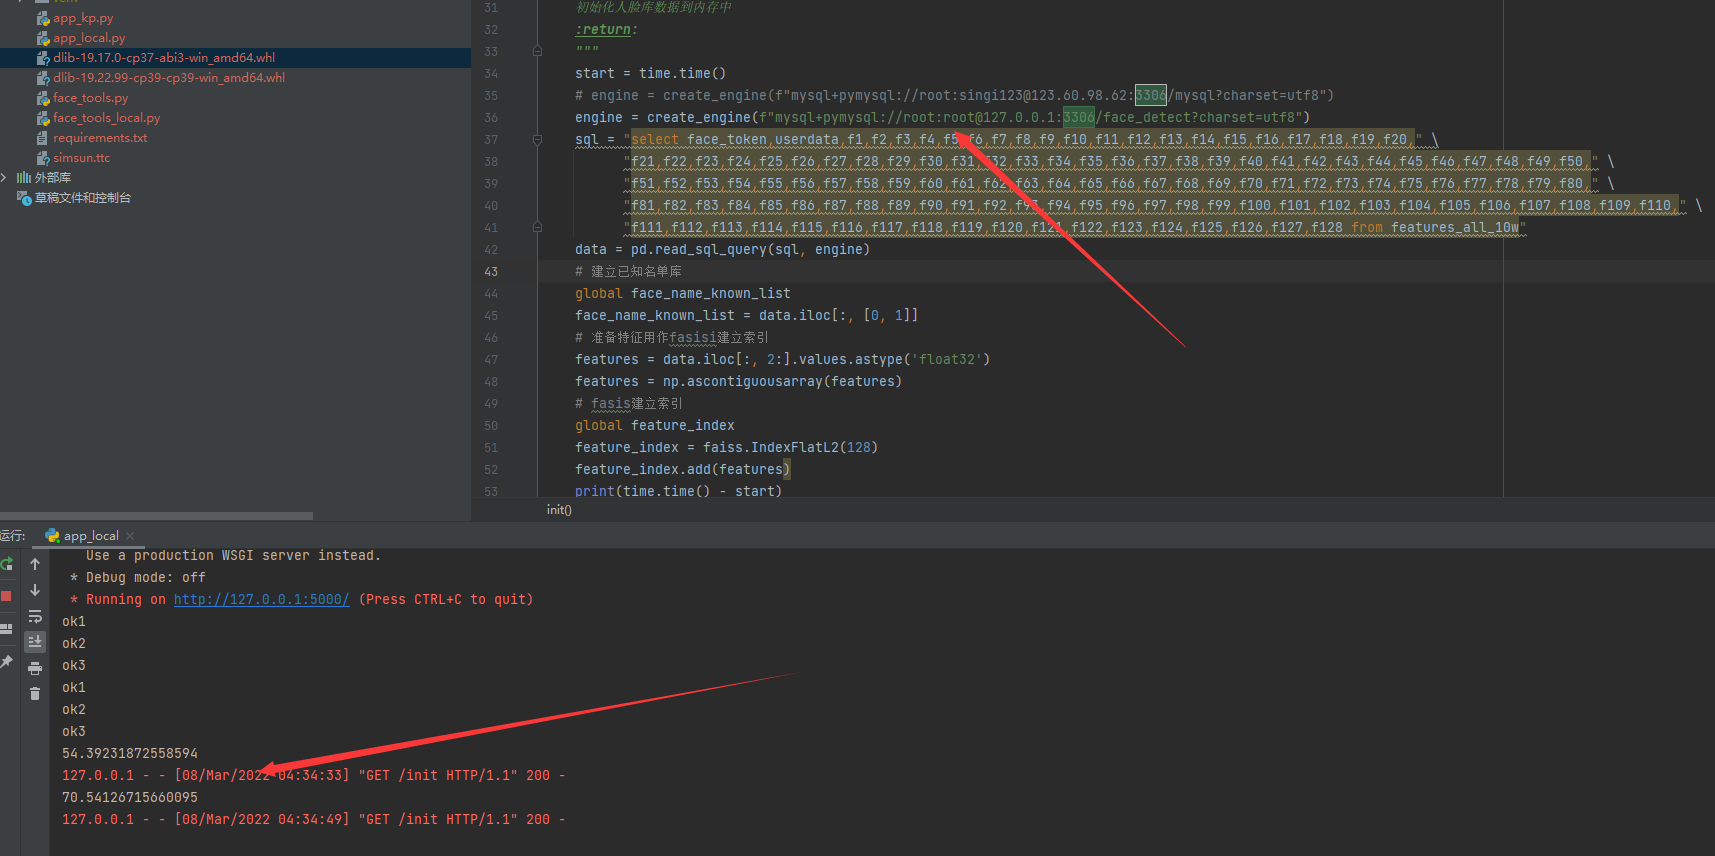 venv
app_kp.py
app_local.py
dlib-19.17.0-cp37-abi3-win_amd64.whl
dlib-19.22.99-cp39-cp39-win_amd64.whl
face_tools.py
face_tools_local.py
requirements.txt
simsun.ttc
外部库
草稿文件和控制台
31 初始化人脸库数据到内存中
32 :return:
33 """
34 start = time.time()
35 # engine = create_engine(f"mysql+pymysql://root:singi123@123.60.98.62:3306/mysql?charset=utf8")
36 engine = create_engine(f"mysql+pymysql://root:root@127.0.0.1:3306/face_detect?charset=utf8")
37 sql = "select face_token,userdata,f1,f2,f3,f4,f5,f6,f7,f8,f9,f10,f11,f12,f13,f14,f15,f16,f17,f18,f19,f20," \
38 "f21,f22,f23,f24,f25,f26,f27,f28,f29,f30,f31,f32,f33,f34,f35,f36,f37,f38,f39,f40,f41,f42,f43,f44,f45,f46,f47,f48,f49,f50," \
39 "f51,f52,f53,f54,f55,f56,f57,f58,f59,f60,f61,f62,f63,f64,f65,f66,f67,f68,f69,f70,f71,f72,f73,f74,f75,f76,f77,f78,f79,f80," \
40 "f81,f82,f83,f84,f85,f86,f87,f88,f89,f90,f91,f92,f93,f94,f95,f96,f97,f98,f99,f100,f101,f102,f103,f104,f105,f106,f107,f108,f109,f110," \
41 "f111,f112,f113,f114,f115,f116,f117,f118,f119,f120,f121,f122,f123,f124,f125,f126,f127,f128 from features_all_10w"
42 data = pd.read_sql_query(sql, engine)
43 # 建立已知名单库
44 global face_name_known_list
45 face_name_known_list = data.iloc[:, [0, 1]]
46 # 准备特征用作fasisi建立索引
47 features = data.iloc[:, 2:].values.astype('float32')
48 features = np.ascontiguousarray(features)
49 # fasis建立索引
50 global feature_index
51 feature_index = faiss.IndexFlatL2(128)
52 feature_index.add(features)
53 print(time.time() - start)
init()
运行: app_local
Use a production WSGI server instead.
* Debug mode: off
* Running on http://127.0.0.1:5000/ (Press CTRL+C to quit)
ok1
ok2
ok3
ok1
ok2
ok3
54.39231872558594
127.0.0.1 - - [08/Mar/2022 04:34:33] "GET /init HTTP/1.1" 200 -
70.54126715660095
127.0.0.1 - - [08/Mar/2022 04:34:49] "GET /init HTTP/1.1" 200 -